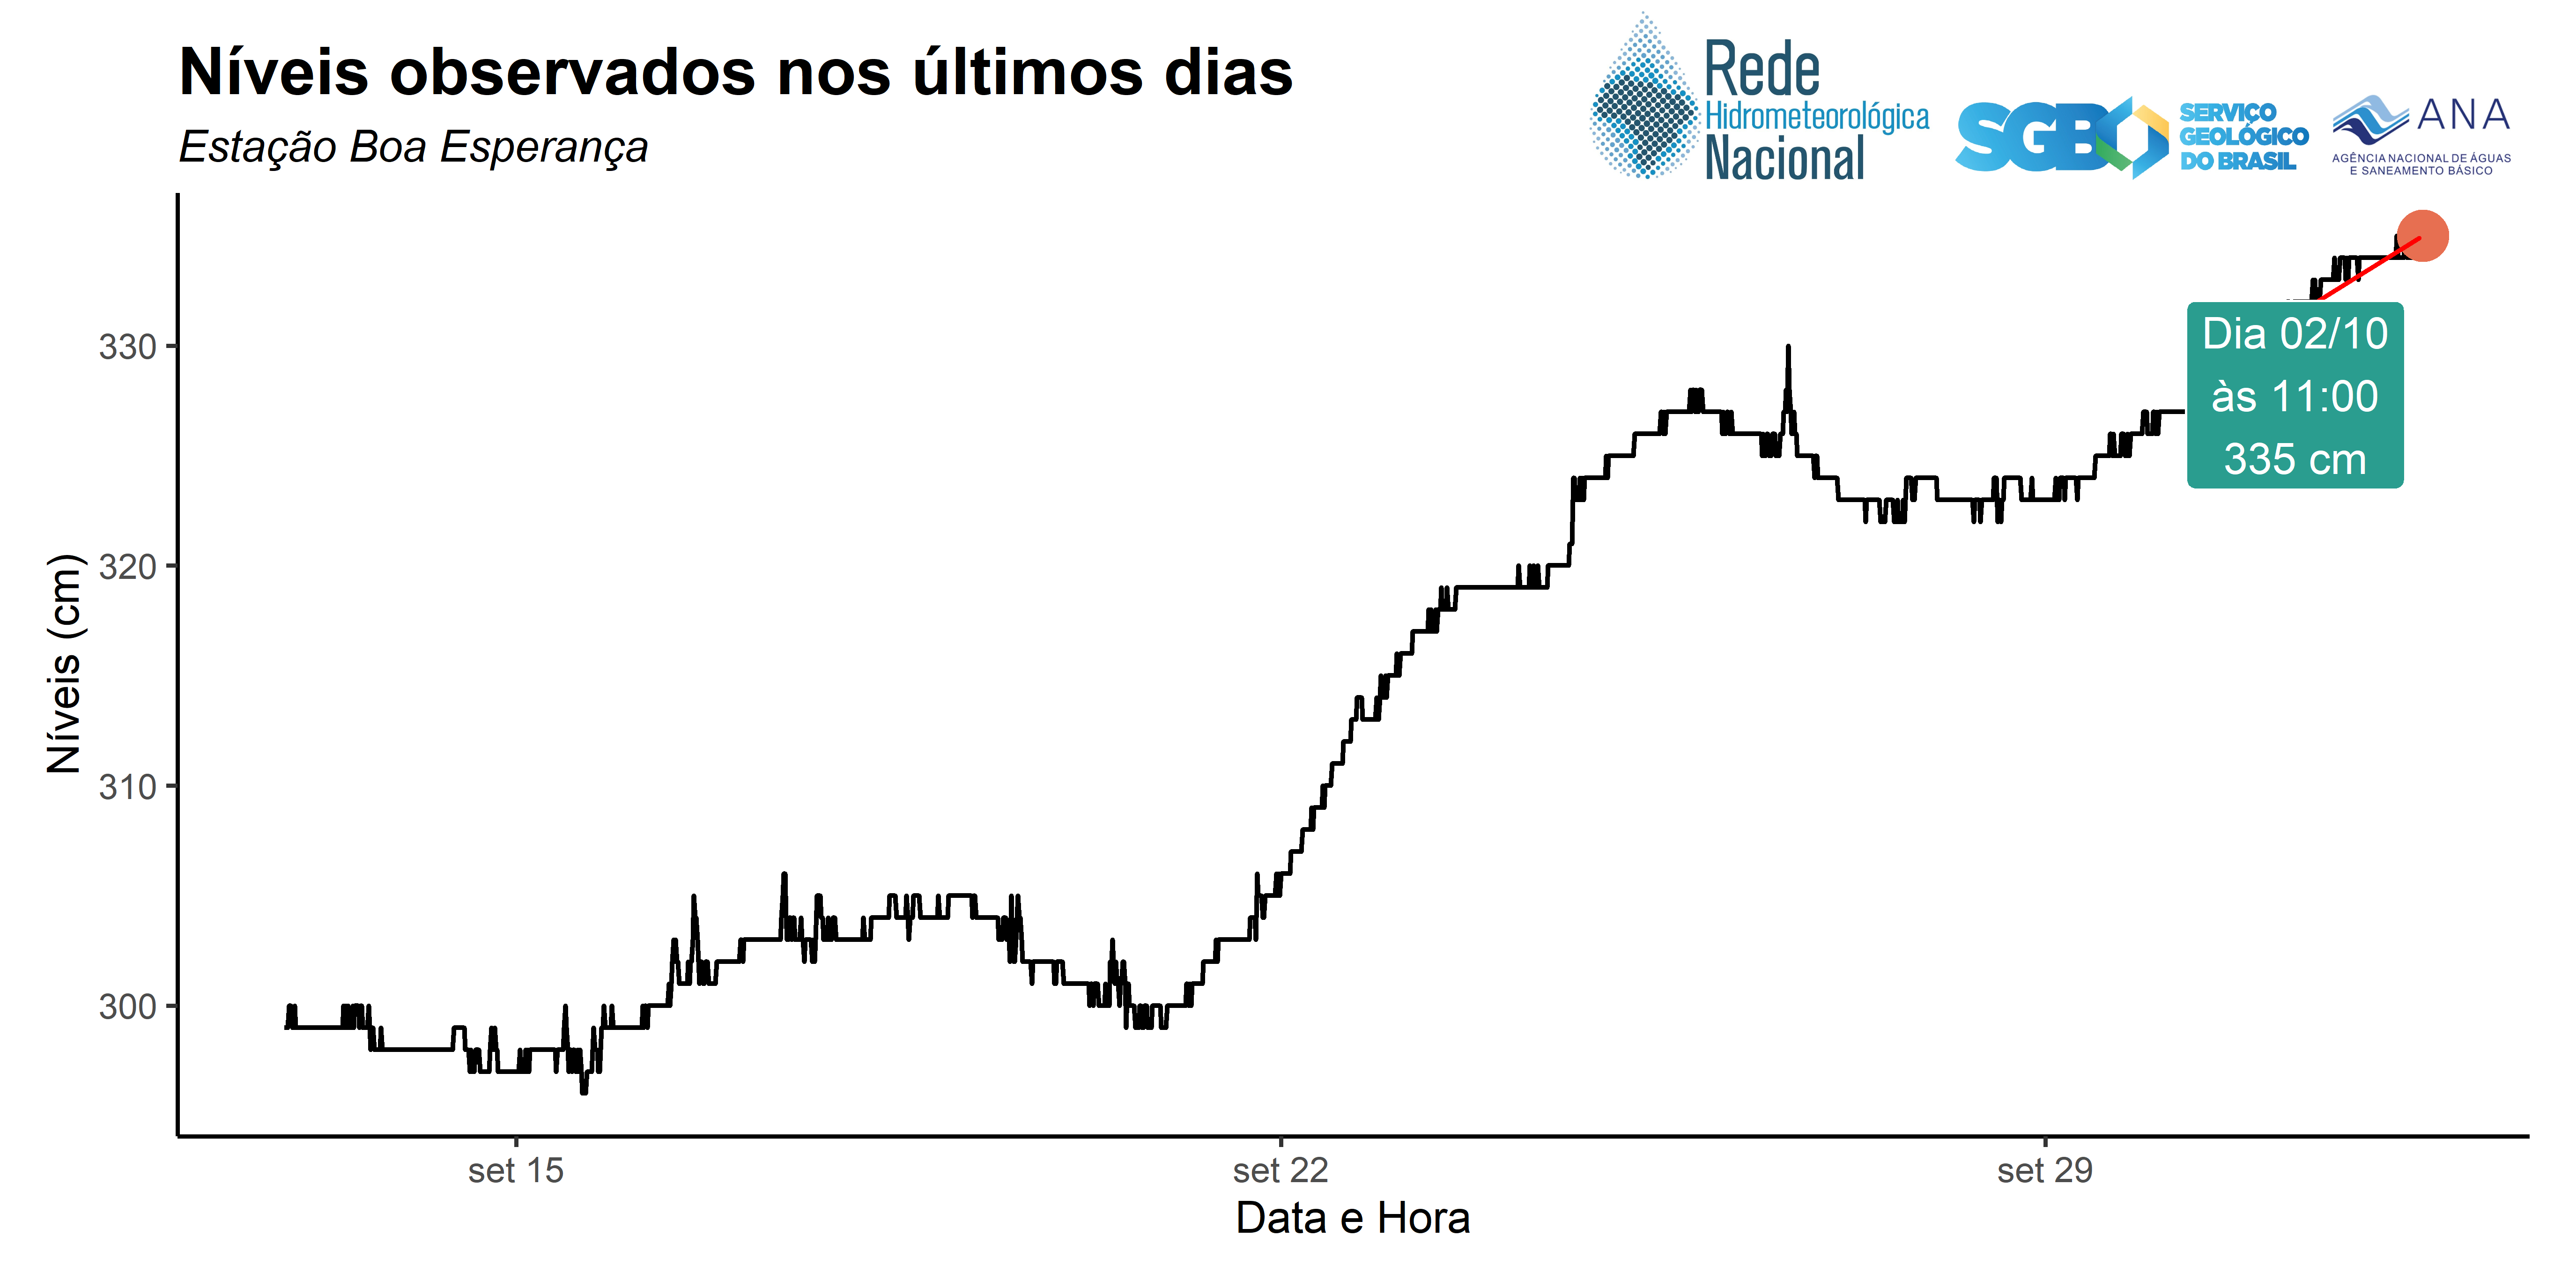 Níveis observados nos últimos dias
Estação Boa Esperança
Rede
Hidrometeorológica
Nacional
SGB
SERVIÇO
GEOLÓGICO
DO BRASIL
ANA
AGÊNCIA NACIONAL DE ÁGUAS
E SANEAMENTO BÁSICO
Níveis (cm)
330
320
310
300
Dia 02/10
às 11:00
335 cm
set 15
set 22
set 29
Data e Hora